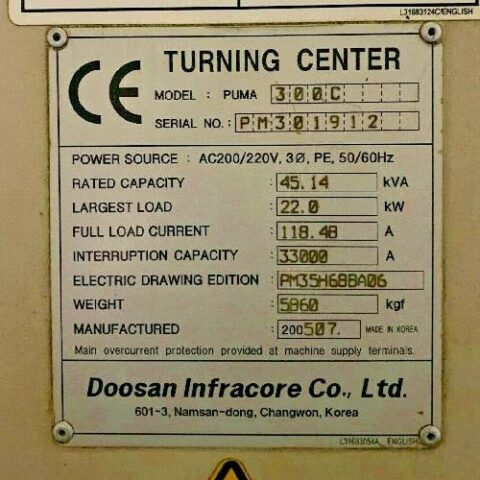 L31683124C/ENGLISH
CE
TURNING CENTER
MODEL : PUMA 300C
SERIAL NO. : PM301912
POWER SOURCE : AC200/220V, 3Ø, PE, 50/60Hz
RATED CAPACITY : 45.14 kVA
LARGEST LOAD : 22.0 kW
FULL LOAD CURRENT : 118.48 A
INTERRUPTION CAPACITY : 33000 A
ELECTRIC DRAWING EDITION : PM35H68BA06
WEIGHT : 5860 kgf
MANUFACTURED : 200507. MADE IN KOREA
Main overcurrent protection provided at machine supply terminals.
Doosan Infracore Co., Ltd.
601-3, Namsan-dong, Changwon, Korea
L31683054A ENGLISH